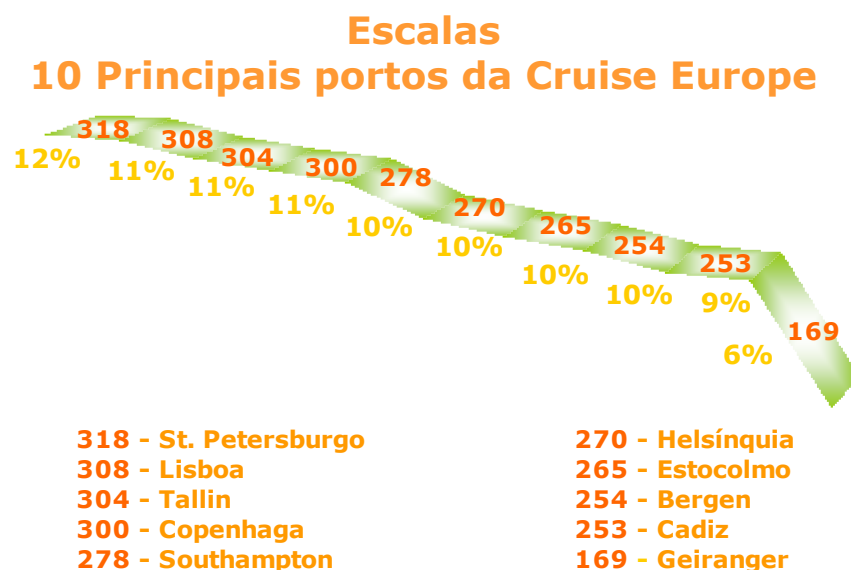 Escalas
10 Principais portos da Cruise Europe
318
308
304
300
278
270
265
254
253
169
12%
11%
11%
11%
10%
10%
10%
10%
9%
6%
318 - St. Petersburgo
308 - Lisboa
304 - Tallin
300 - Copenhaga
278 - Southampton
270 - Helsínquia
265 - Estocolmo
254 - Bergen
253 - Cadiz
169 - Geiranger